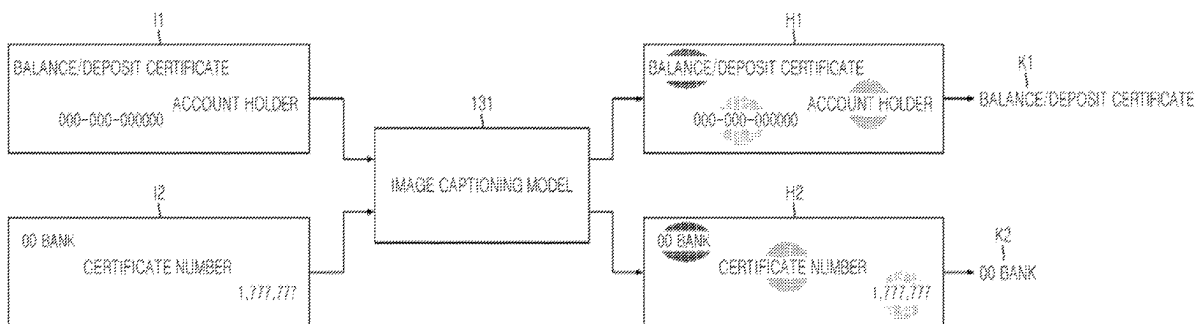 I1
BALANCE/DEPOSIT CERTIFICATE
ACCOUNT HOLDER
000-000-000000
I2
00 BANK
CERTIFICATE NUMBER
1,777,777
131
IMAGE CAPTIONING MODEL
H1
BALANCE/DEPOSIT CERTIFICATE
ACCOUNT HOLDER
000-000-000000
K1
BALANCE/DEPOSIT CERTIFICATE
H2
00 BANK
CERTIFICATE NUMBER
1,777,777
K2
00 BANK